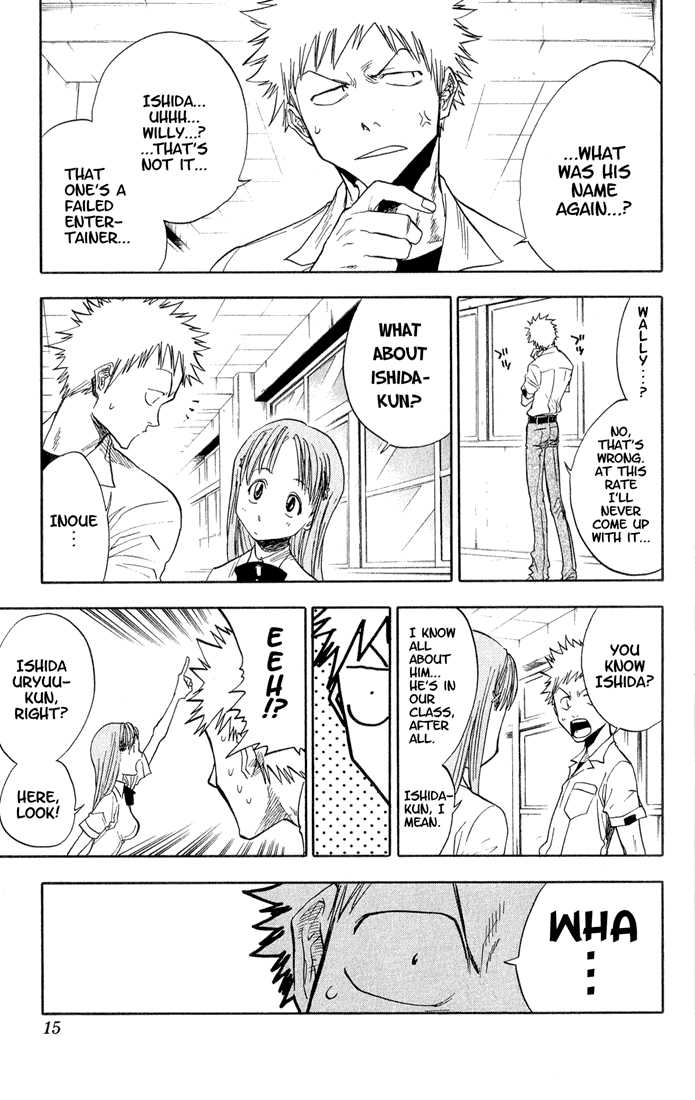 ...WHAT
WAS HIS
NAME
AGAIN...?
ISHIDA...
UHHH...
WILLY...?
...THAT'S
NOT IT...
THAT
ONE'S A
FAILED
ENTER-
TAINER...
WALLY...?
NO,
THAT'S
WRONG.
AT THIS
RATE
I'LL
NEVER
COME UP
WITH IT...
WHAT
ABOUT
ISHIDA-
KUN?
INOUE
...
YOU
KNOW
ISHIDA?
I KNOW
ALL
ABOUT
HIM...
HE'S IN
OUR
CLASS,
AFTER
ALL.
ISHIDA-
KUN, I
MEAN.
EEH!?
ISHIDA
URYUU-
KUN,
RIGHT?
HERE,
LOOK!
WHA
...
15